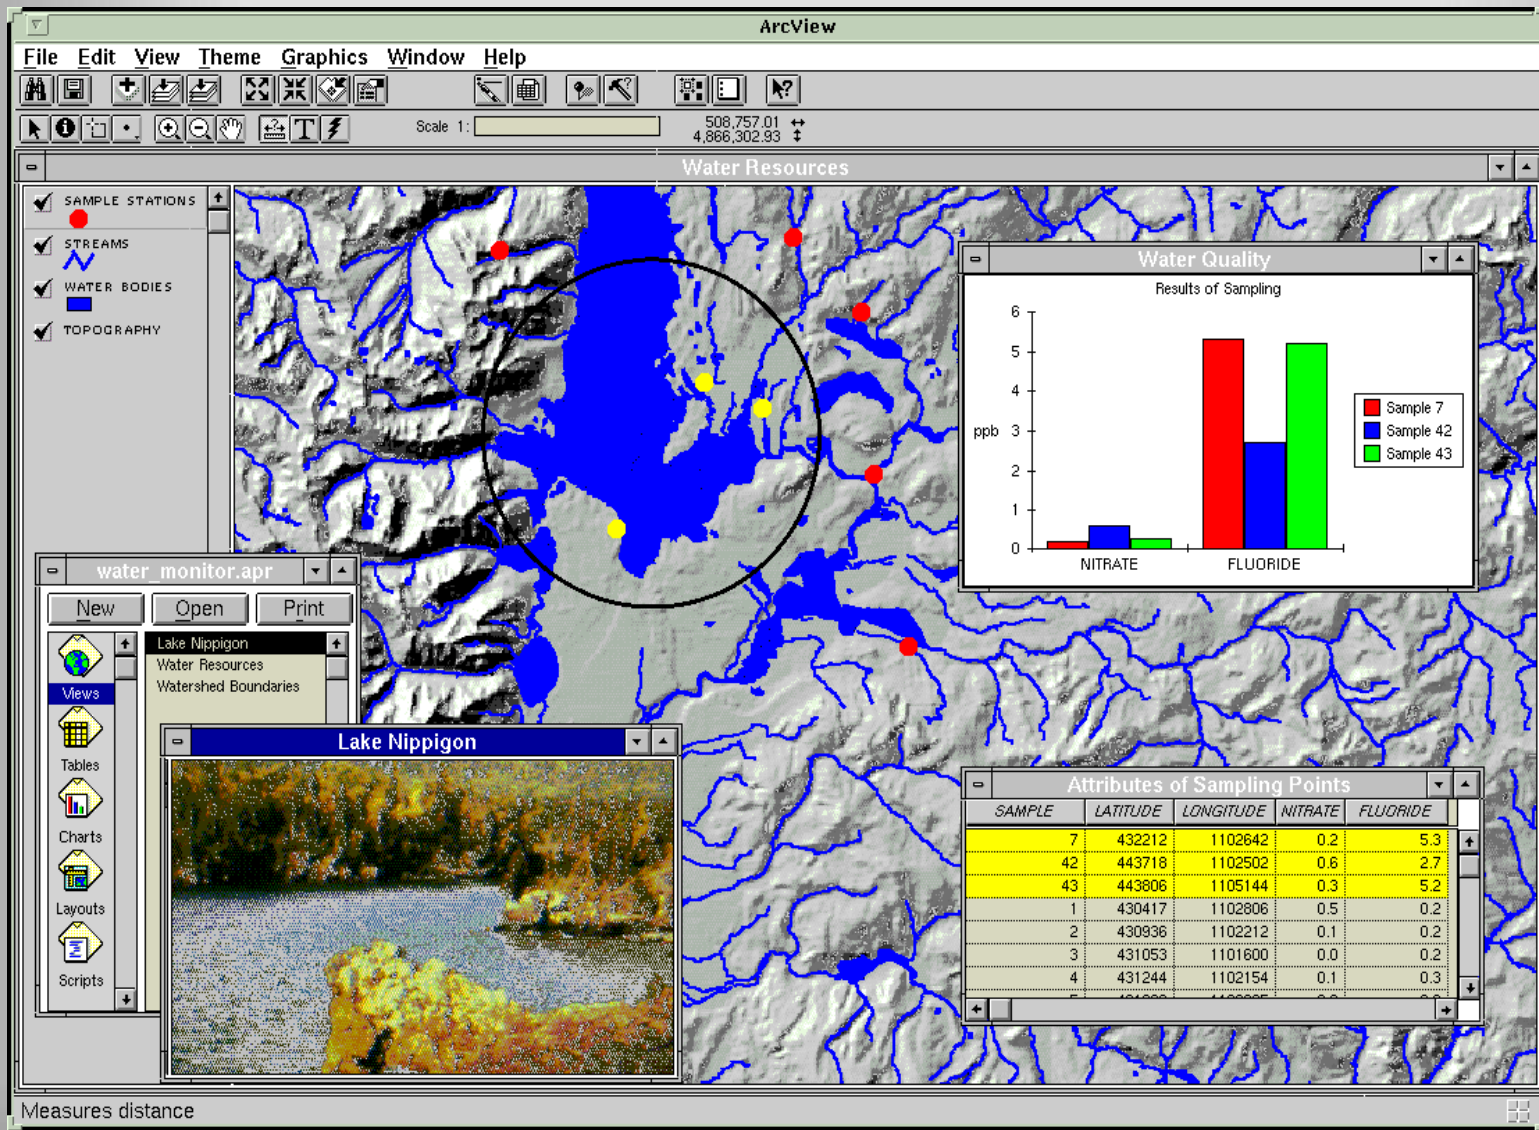 ArcView
File Edit View Theme Graphics Window Help
Scale 1:
508,757.01
4,866,302.93
Water Resources
SAMPLE STATIONS
STREAMS
WATER BODIES
TOPOGRAPHY
Water Quality
Results of Sampling
6
5
4
ppb 3
2
1
0
NITRATE FLUORIDE
Sample 7
Sample 42
Sample 43
water_monitor.apr
New Open Print
Views
Tables
Charts
Layouts
Scripts
Lake Nippigon
Water Resources
Watershed Boundaries
Lake Nippigon
Attributes of Sampling Points
SAMPLE LATITUDE LONGITUDE NITRATE FLUORIDE
7 432212 1102642 0.2 5.3
42 443718 1102502 0.6 2.7
43 443806 1105144 0.3 5.2
1 430417 1102806 0.5 0.2
2 430936 1102212 0.1 0.2
3 431053 1101600 0.0 0.2
4 431244 1102154 0.1 0.3
Measures distance